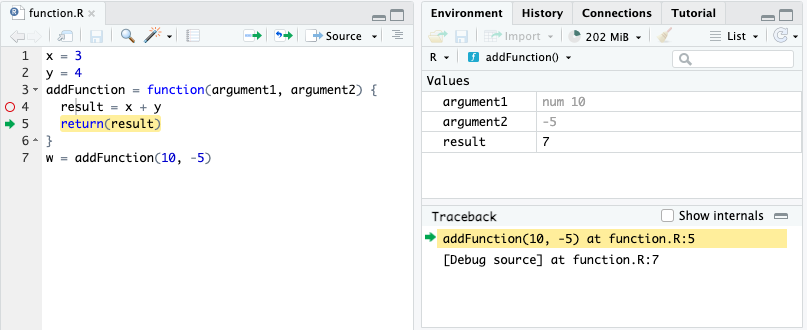 function.R
Source
1 x = 3
2 y = 4
3 addFunction = function(argument1, argument2) {
4 result = x + y
5 return(result)
6 }
7 w = addFunction(10, -5)
Environment History Connections Tutorial
Import 202 MiB List
R addFunction()
Values
argument1 num 10
argument2 -5
result 7
Traceback Show internals
addFunction(10, -5) at function.R:5
[Debug source] at function.R:7